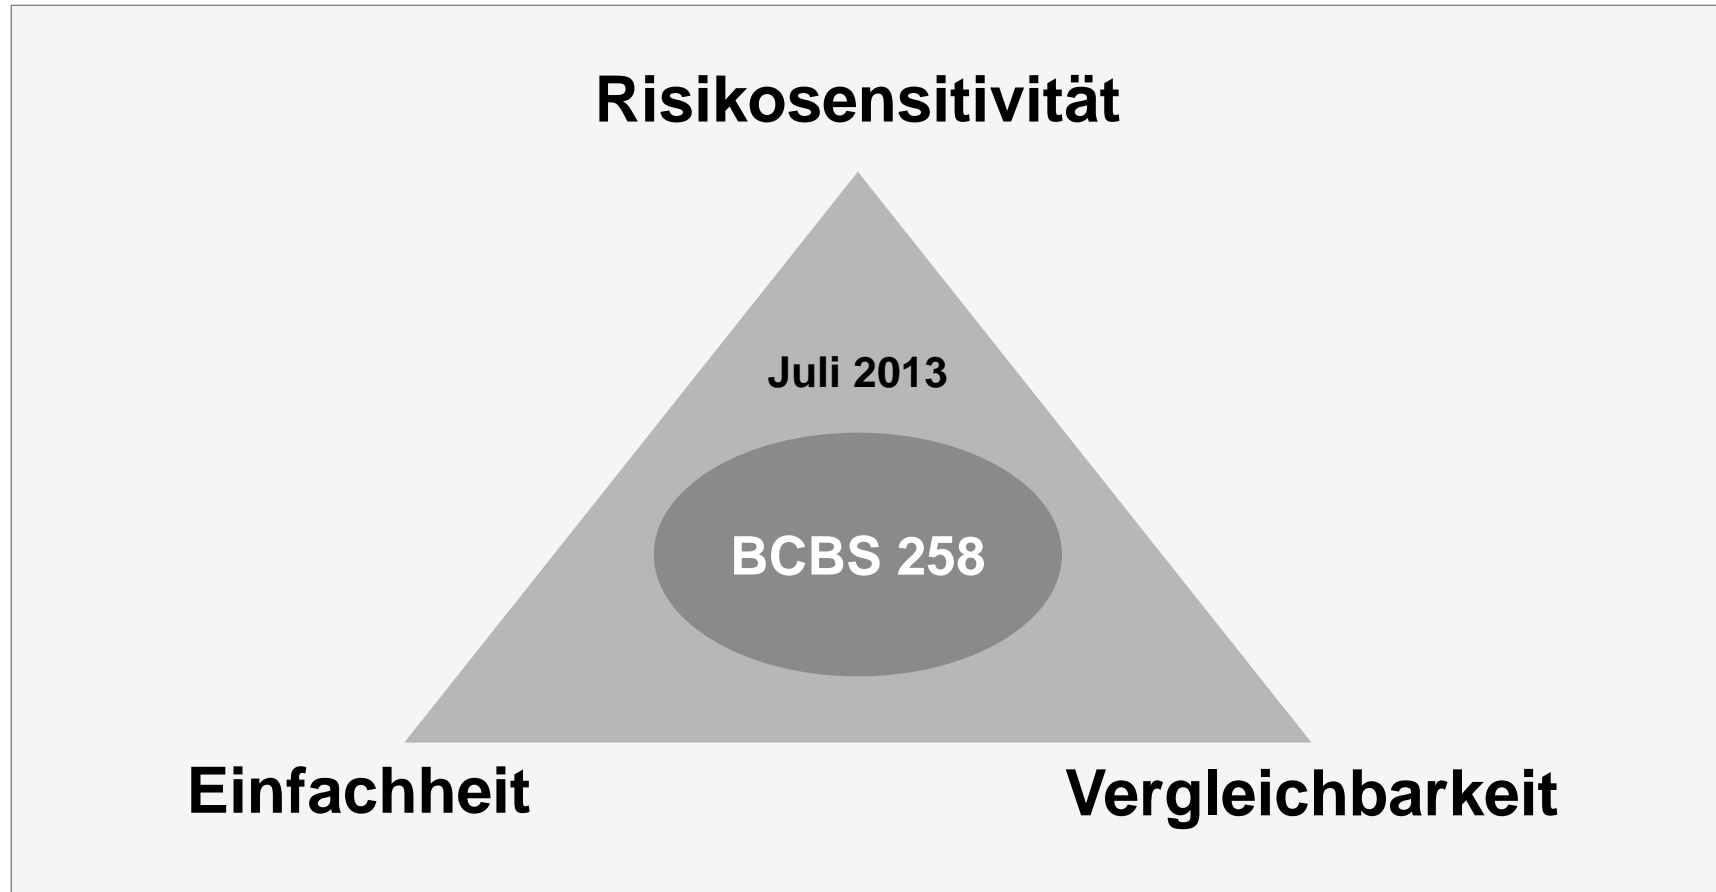 Risikosensitivität
Juli 2013
BCBS 258
Einfachheit
Vergleichbarkeit